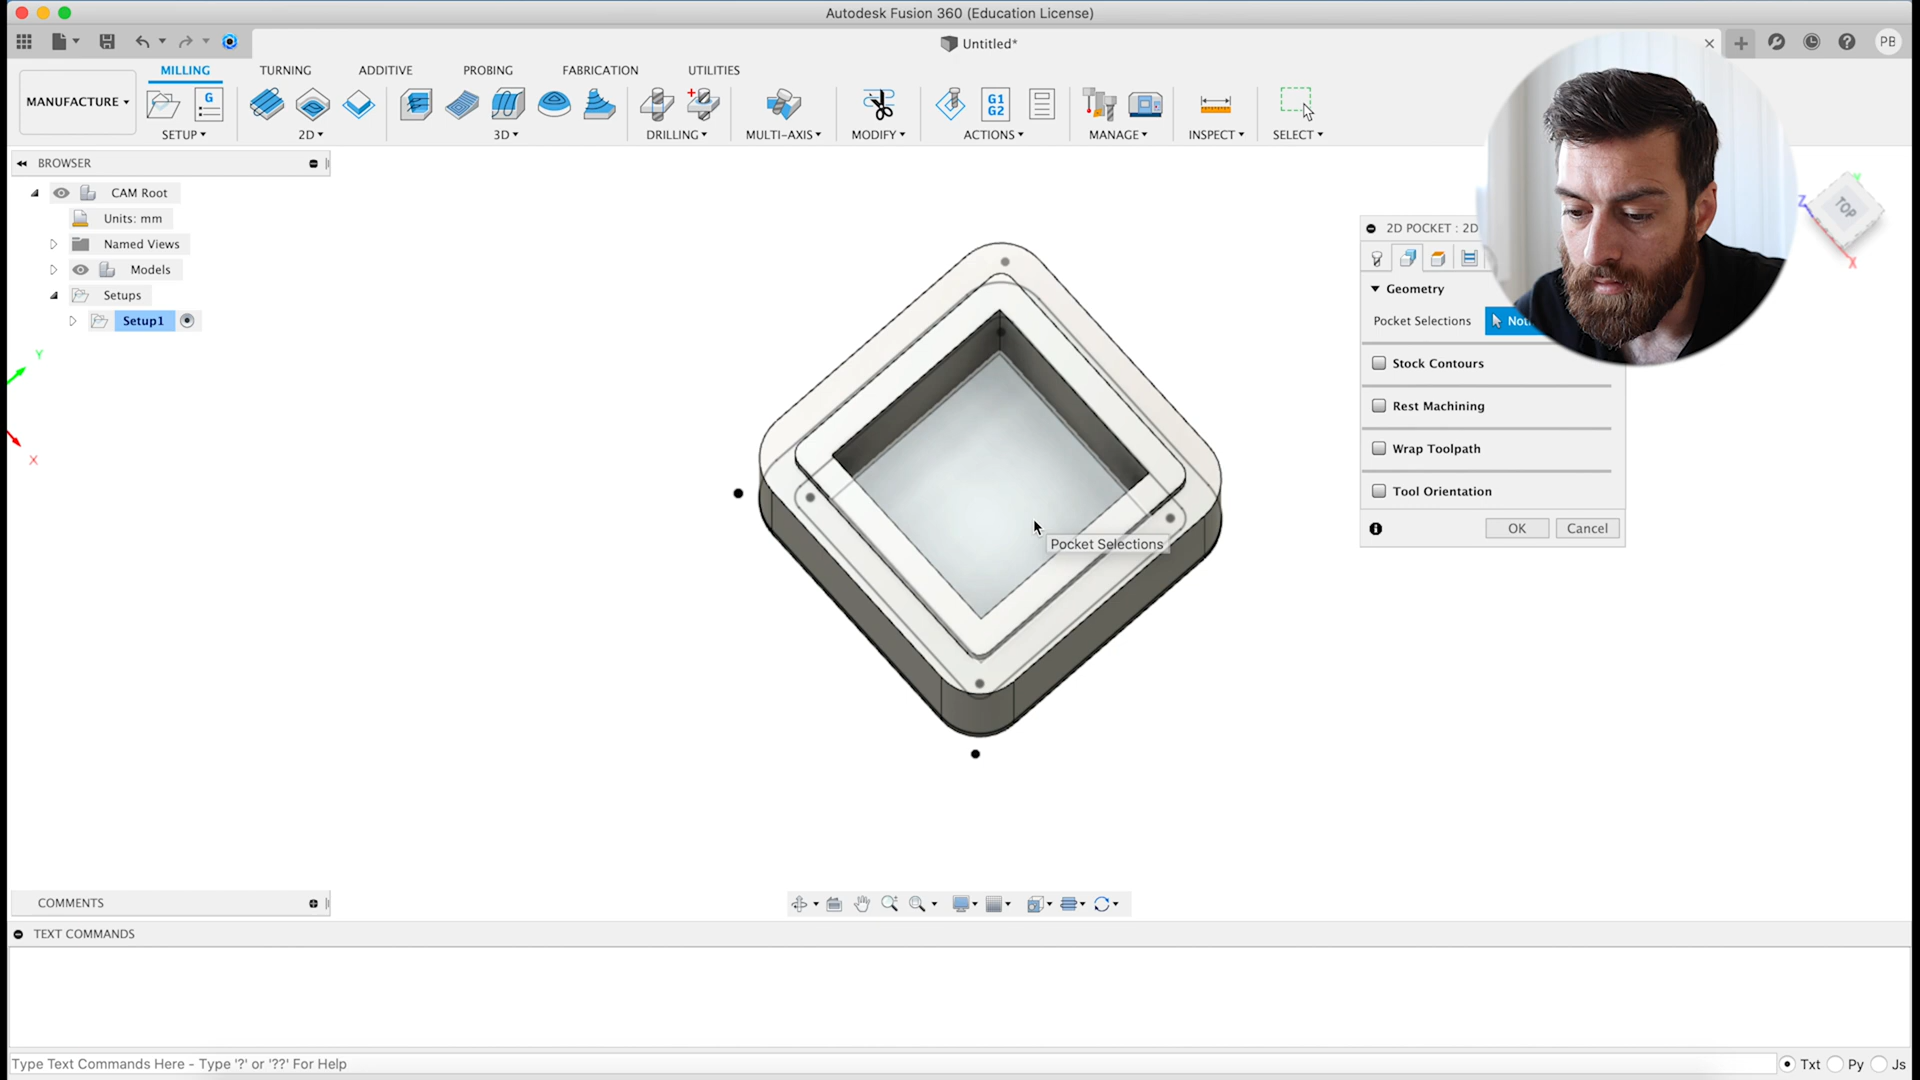 Autodesk Fusion 360 (Education License)
Untitled*
PB
MILLING TURNING ADDITIVE PROBING FABRICATION UTILITIES
MANUFACTURE
G
G1
G2
SETUP 2D 3D DRILLING MULTI-AXIS MODIFY ACTIONS MANAGE INSPECT SELECT
BROWSER
CAM Root
Units: mm
Named Views
Models
Setups
Setup1
Y
X
Z
TOP
X
2D POCKET : 2D
Geometry
Pocket Selections
Stock Contours
Rest Machining
Wrap Toolpath
Tool Orientation
OK Cancel
Pocket Selections
COMMENTS
TEXT COMMANDS
Type Text Commands Here - Type '?' or '??' For Help
Txt Py Js